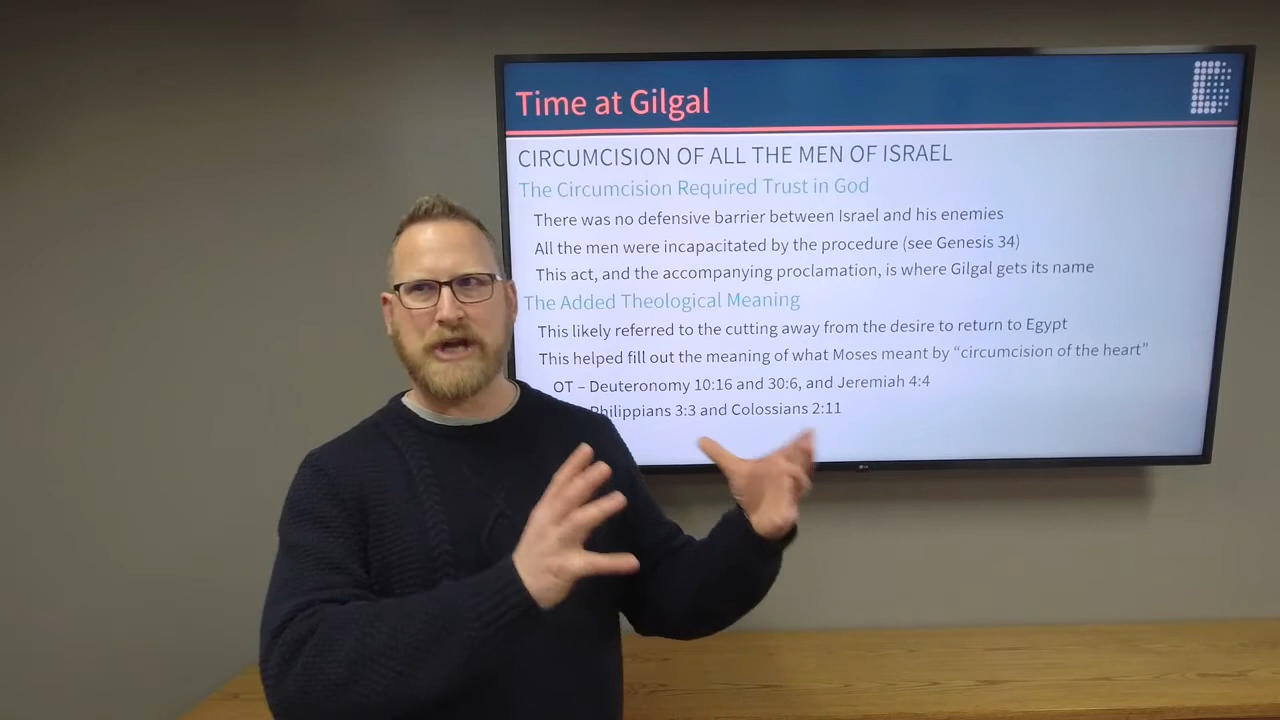 Time at Gilgal
CIRCUMCISION OF ALL THE MEN OF ISRAEL
The Circumcision Required Trust in God
There was no defensive barrier between Israel and his enemies
All the men were incapacitated by the procedure (see Genesis 34)
This act, and the accompanying proclamation, is where Gilgal gets its name
The Added Theological Meaning
This likely referred to the cutting away from the desire to return to Egypt
This helped fill out the meaning of what Moses meant by “circumcision of the heart”
OT – Deuteronomy 10:16 and 30:6, and Jeremiah 4:4
Philippians 3:3 and Colossians 2:11
LG